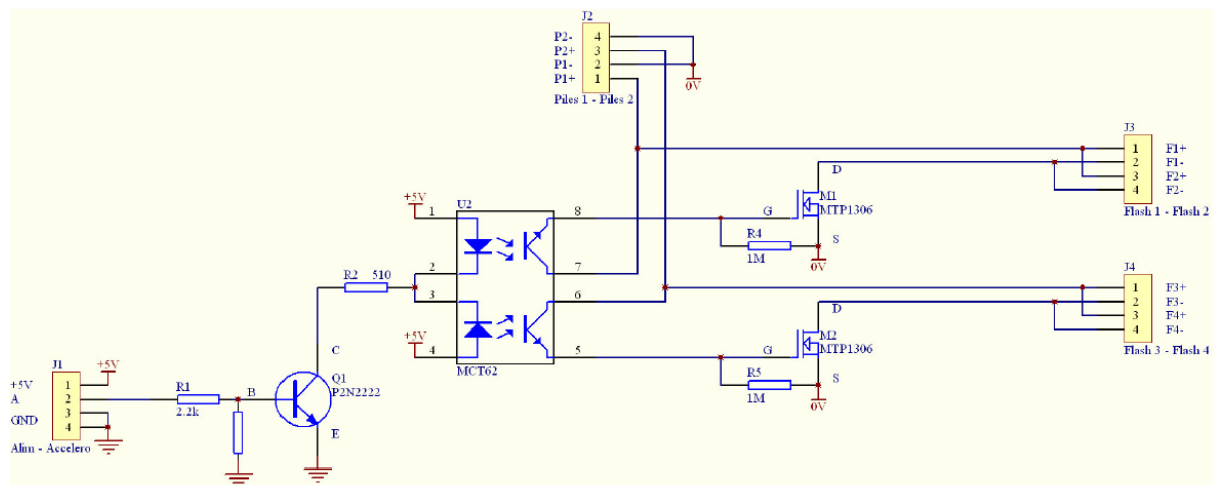 J2
P2- 4
P2+ 3
P1- 2
P1+ 1
0V
Piles 1 - Piles 2
J3
1 F1+
2 F1-
3 F2+
4 F2-
Flash 1 - Flash 2
D
M1
MTP1306
G
S
R4
1M
0V
+5V
U2
1
8
2
7
3
6
+5V
4
5
MCT62
R2 510
J4
1 F3+
2 F3-
3 F4+
4 F4-
Flash 3 - Flash 4
D
M2
MTP1306
G
S
R5
1M
0V
C
Q1
P2N2222
B
E
R1
2.2k
J1
+5V
+5V 1
A 2
3
GND
4
Alim - Accelero